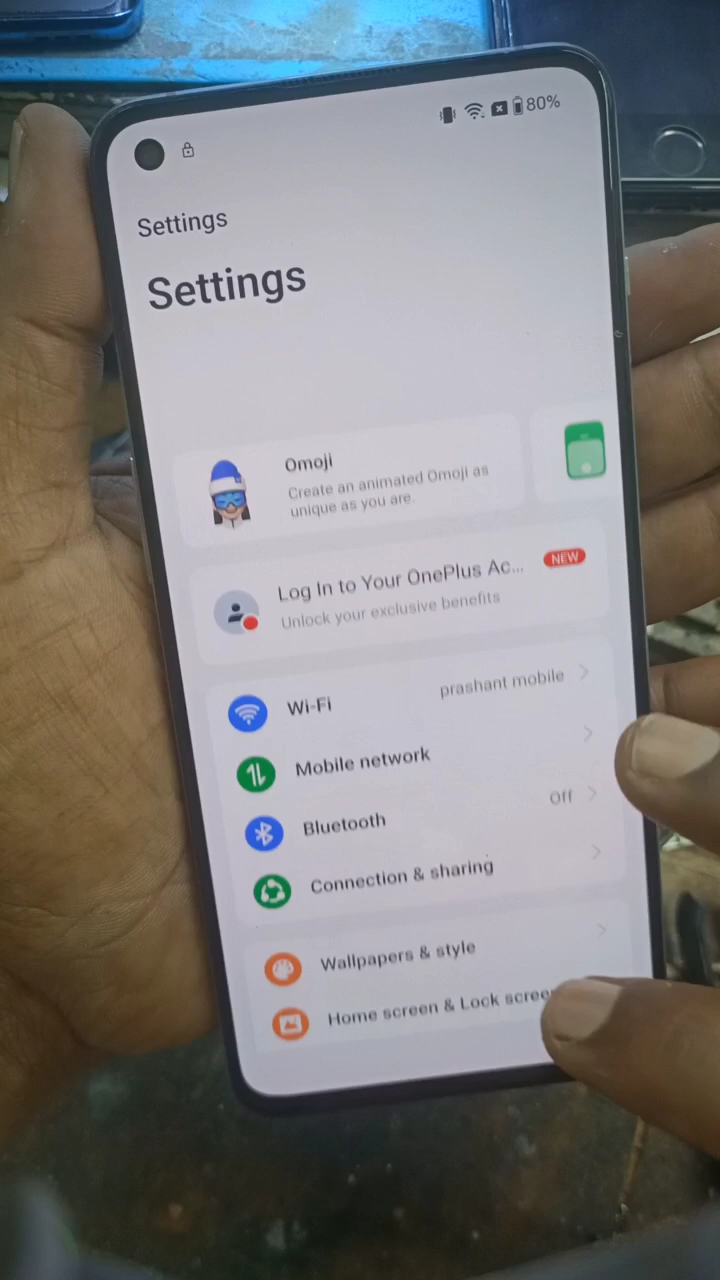 80%
Settings
Settings
Omoji
Create an animated Omoji as
unique as you are.
Log In to Your OnePlus Ac...
NEW
Unlock your exclusive benefits
Wi-Fi
prashant mobile
Mobile network
Bluetooth
Off
Connection & sharing
Wallpapers & style
Home screen & Lock screen